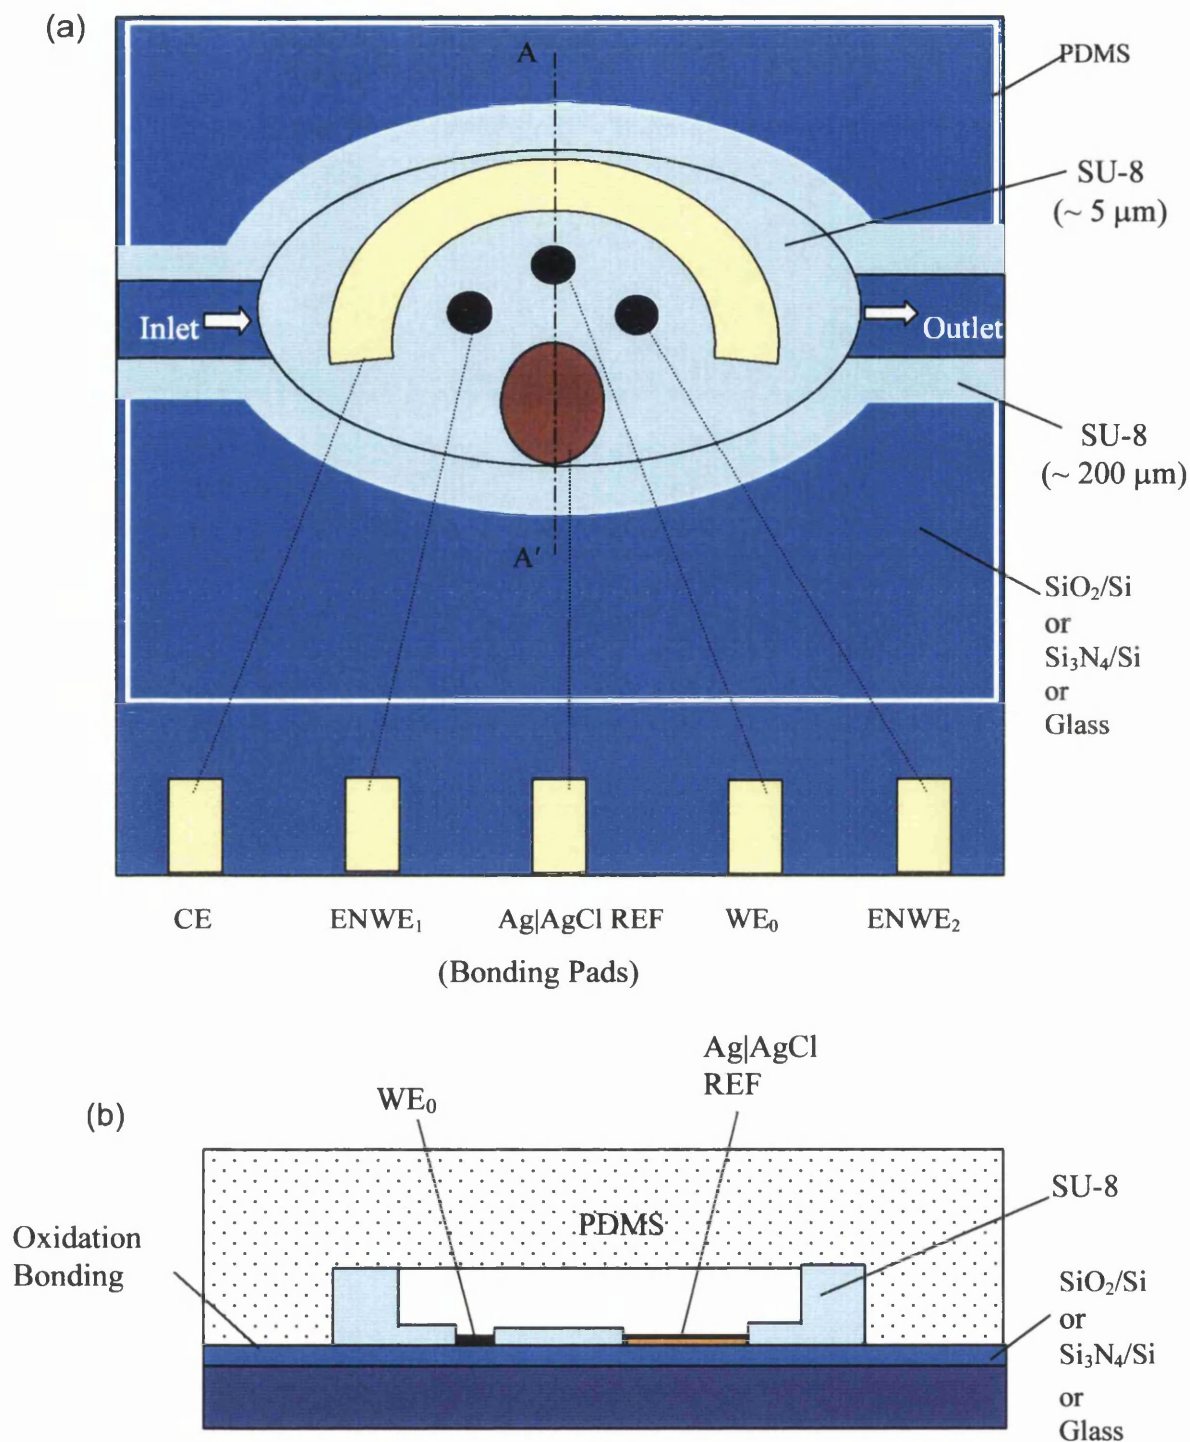 (a)
A
PDMS
SU-8
(~ 5 μm)
Inlet
Outlet
SU-8
(~ 200 μm)
A'
SiO₂/Si
or
Si₃N₄/Si
or
Glass
CE ENWE₁ Ag|AgCl REF WE₀ ENWE₂
(Bonding Pads)
Ag|AgCl
REF
WE₀
(b)
SU-8
PDMS
Oxidation
Bonding
SiO₂/Si
or
Si₃N₄/Si
or
Glass